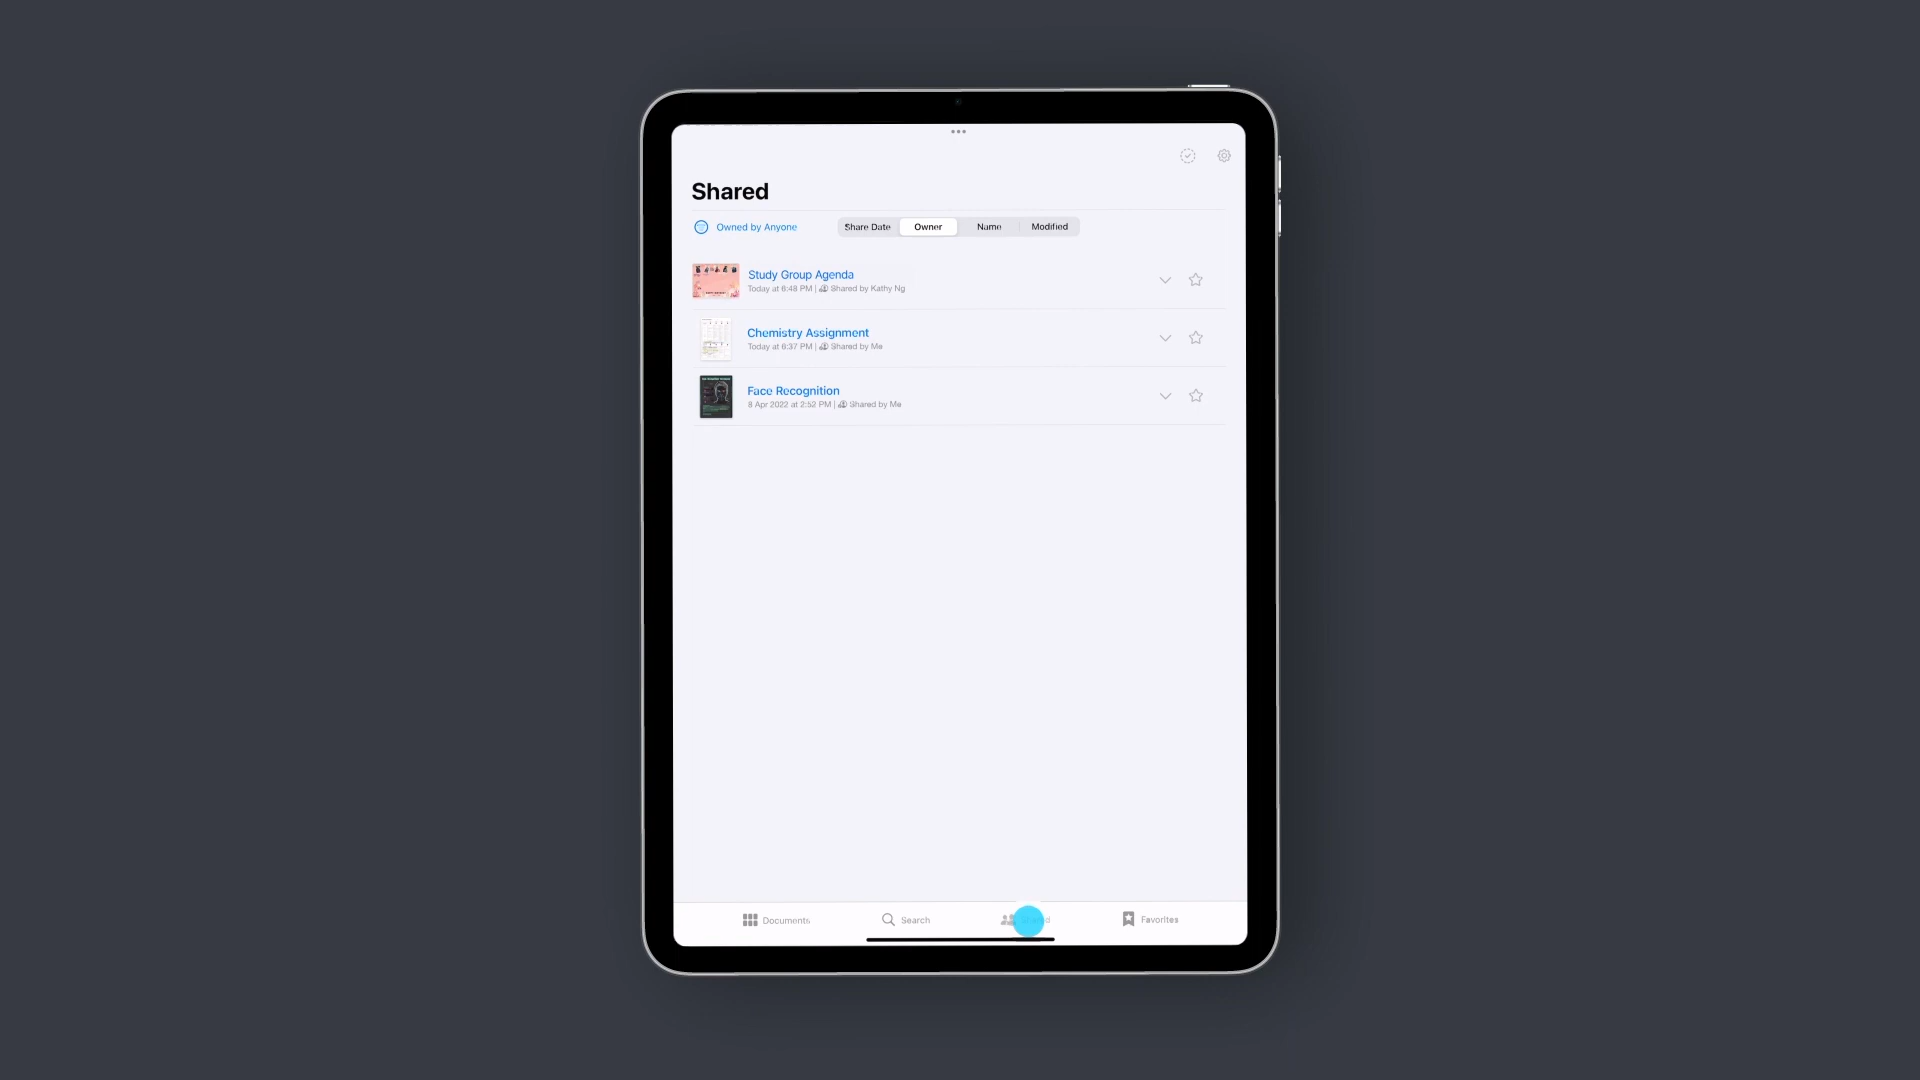 Shared
Owned by Anyone
Share Date Owner Name Modified
Study Group Agenda
Today at 6:48 PM | Shared by Kathy Ng
Chemistry Assignment
Today at 6:37 PM | Shared by Me
Face Recognition
8 Apr 2022 at 2:52 PM | Shared by Me
Documents Search Favorites